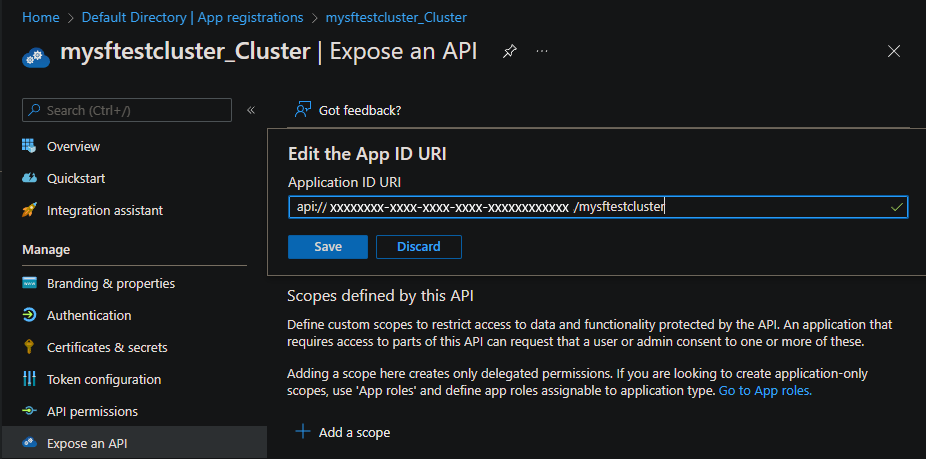 Home > Default Directory | App registrations > mysftestcluster_Cluster
mysftestcluster_Cluster | Expose an API ...
Search (Ctrl+/) «
Got feedback?
Overview
Quickstart
Integration assistant
Manage
Branding & properties
Authentication
Certificates & secrets
Token configuration
API permissions
Expose an API
Edit the App ID URI
Application ID URI
api:// xxxxxxxx-xxxx-xxxx-xxxx-xxxxxxxxxxxx /mysftestcluster
Save Discard
Scopes defined by this API
Define custom scopes to restrict access to data and functionality protected by the API. An application that
requires access to parts of this API can request that a user or admin consent to one or more of these.
Adding a scope here creates only delegated permissions. If you are looking to create application-only
scopes, use 'App roles' and define app roles assignable to application type. Go to App roles.
Add a scope